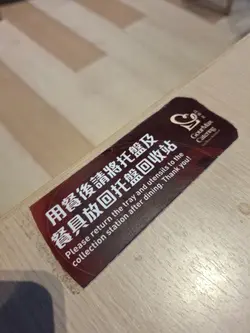 用餐後請將托盤及
餐具放回托盤回收站
Please return the tray and utensils to the
collection station after dining. Thank you!
Gourmas
Catering